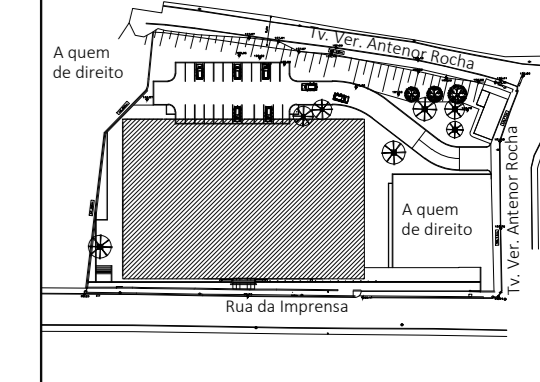 Tv. Ver. Antenor Rocha
A quem
de direito
A quem
de direito
Tv. Ver. Antenor Rocha
Rua da Imprensa